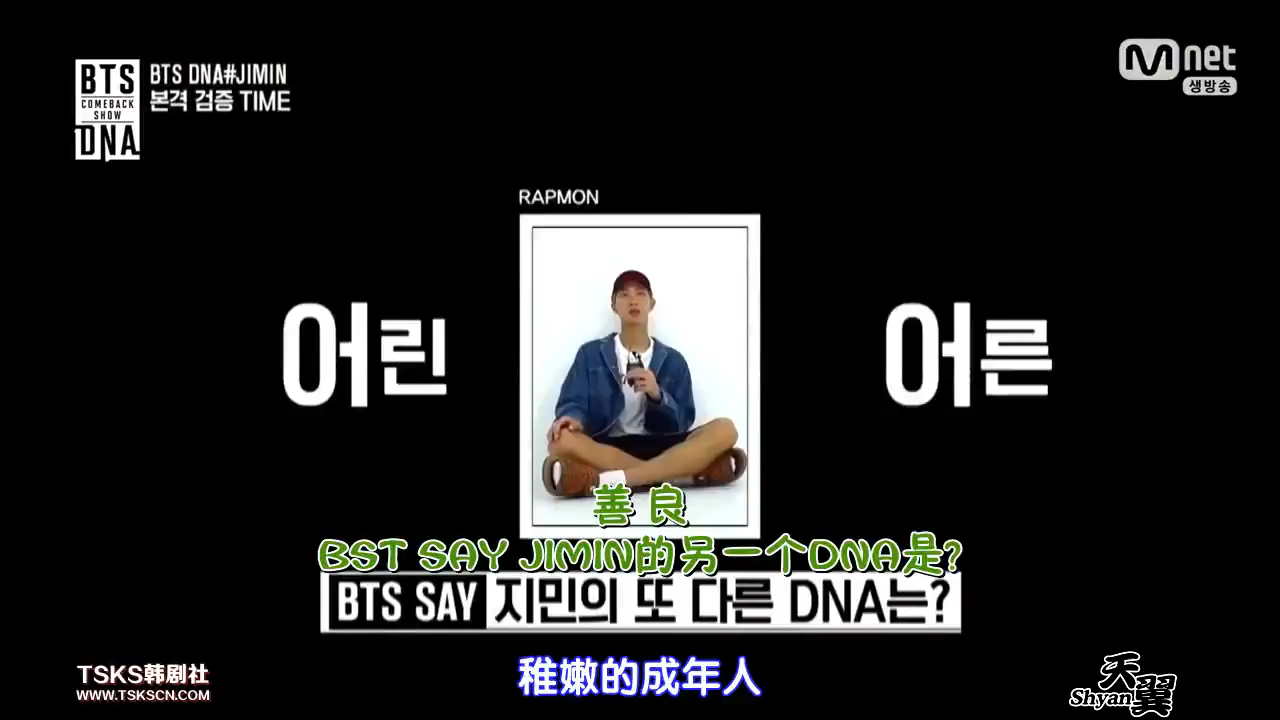 BTS
COMEBACK
SHOW
DNA
BTS DNA#JIMIN
본격 검증 TIME
Mnet
생방송
RAPMON
어린
어른
善良
BST SAY JIMIN的另一个DNA是?
BTS SAY 지민의 또 다른 DNA는?
稚嫩的成年人
TSKS韩剧社
WWW.TSKSCN.COM
天翼
Shyan